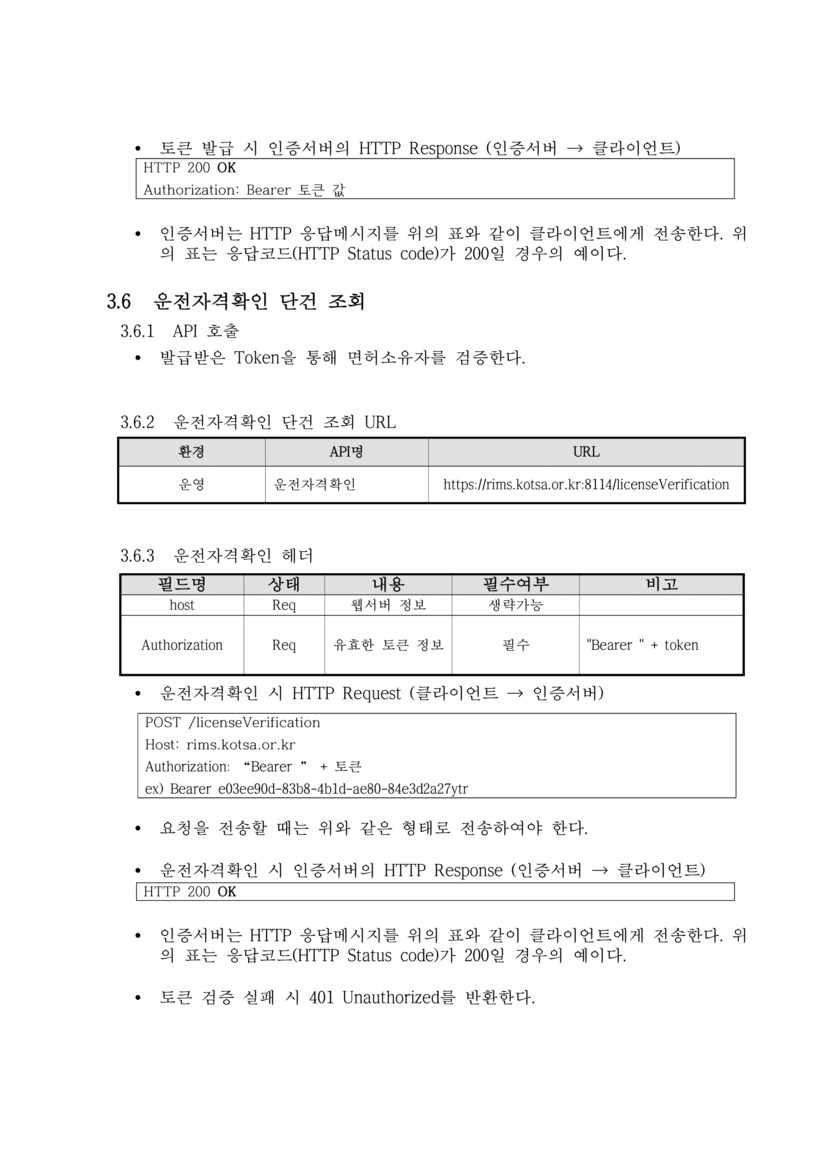 • 토큰 발급 시 인증서버의 HTTP Response (인증서버 → 클라이언트)
HTTP 200 OK
Authorization: Bearer 토큰 값
• 인증서버는 HTTP 응답메시지를 위의 표와 같이 클라이언트에게 전송한다. 위
의 표는 응답코드(HTTP Status code)가 200일 경우의 예이다.
3.6 운전자격확인 단건 조회
3.6.1 API 호출
• 발급받은 Token을 통해 면허소유자를 검증한다.
3.6.2 운전자격확인 단건 조회 URL
환경 API명 URL
운영 운전자격확인 https://rims.kotsa.or.kr:8114/licenseVerification
3.6.3 운전자격확인 헤더
필드명 상태 내용 필수여부 비고
host Req 웹서버 정보 생략가능
Authorization Req 유효한 토큰 정보 필수 "Bearer " + token
• 운전자격확인 시 HTTP Request (클라이언트 → 인증서버)
POST /licenseVerification
Host: rims.kotsa.or.kr
Authorization: “Bearer ” + 토큰
ex) Bearer e03ee90d-83b8-4b1d-ae80-84e3d2a27ytr
• 요청을 전송할 때는 위와 같은 형태로 전송하여야 한다.
• 운전자격확인 시 인증서버의 HTTP Response (인증서버 → 클라이언트)
HTTP 200 OK
• 인증서버는 HTTP 응답메시지를 위의 표와 같이 클라이언트에게 전송한다. 위
의 표는 응답코드(HTTP Status code)가 200일 경우의 예이다.
• 토큰 검증 실패 시 401 Unauthorized를 반환한다.